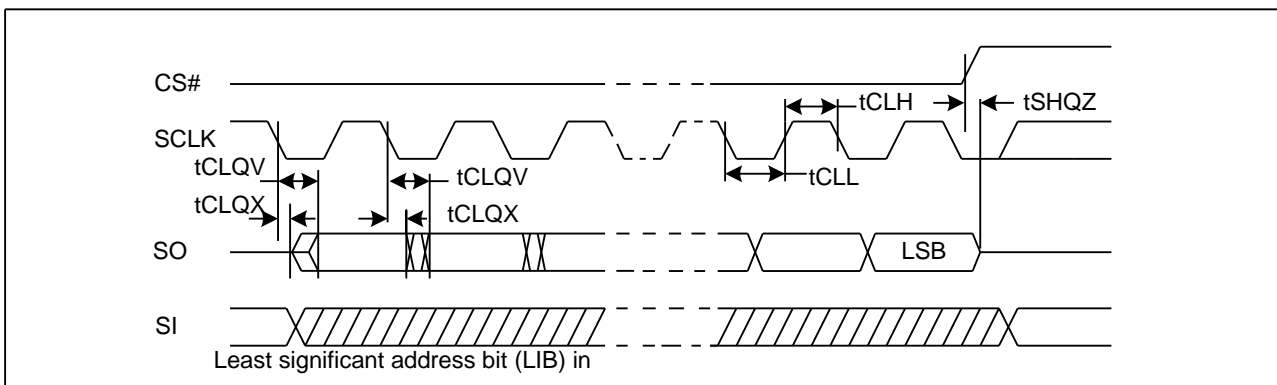 CS#
tCLH
tSHQZ
SCLK
tCLQV
tCLQV
tCLL
tCLQX
tCLQX
SO
LSB
SI
Least significant address bit (LIB) in